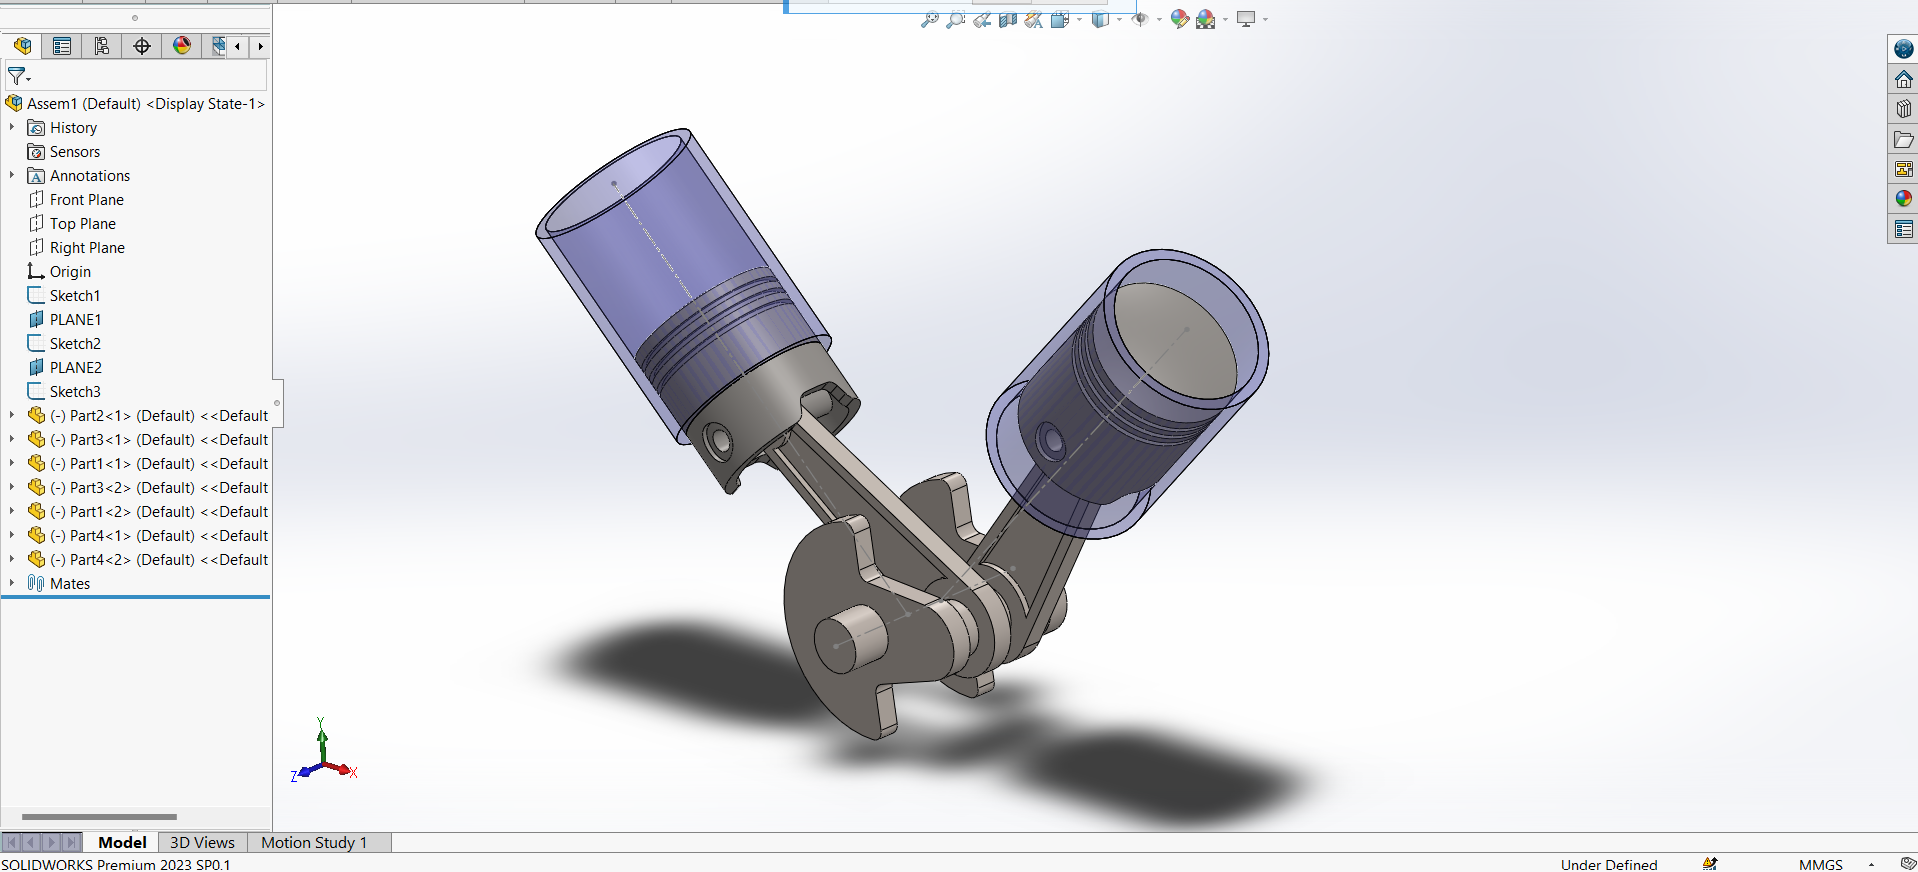 Assem1 (Default) <Display State-1>
History
Sensors
A Annotations
Front Plane
Top Plane
Right Plane
Origin
Sketch1
PLANE1
Sketch2
PLANE2
Sketch3
(-) Part2<1> (Default) <<Default
(-) Part3<1> (Default) <<Default
(-) Part1<1> (Default) <<Default
(-) Part3<2> (Default) <<Default
(-) Part1<2> (Default) <<Default
(-) Part4<1> (Default) <<Default
(-) Part4<2> (Default) <<Default
Mates
Y
Z X
Model 3D Views Motion Study 1
SOLIDWORKS Premium 2023 SP0.1 Under Defined MMGS